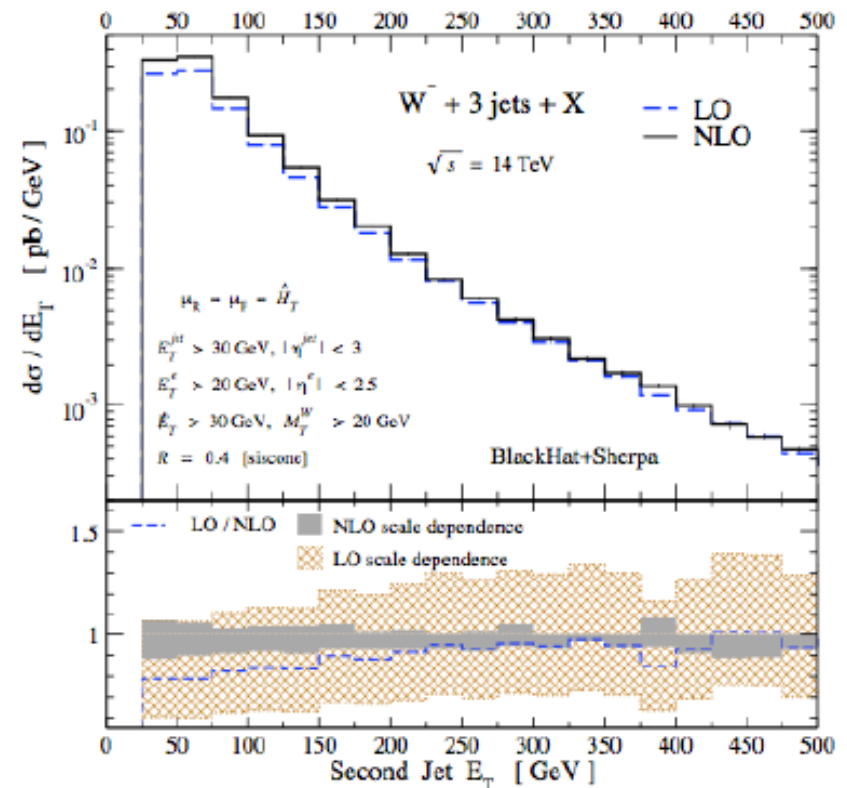 0 50 100 150 200 250 300 350 400 450 500
W⁻ + 3 jets + X
LO
NLO
√s = 14 TeV
10⁻¹
10⁻²
10⁻³
dσ / dE_T [ pb / GeV ]
μ_R = μ_F = Ĥ_T
E_T^jet > 30 GeV, | η^jet | < 3
E_T^e > 20 GeV, | η^e | < 2.5
E̸_T > 30 GeV, M_T^W > 20 GeV
R = 0.4 [siscone]
BlackHat+Sherpa
LO / NLO
NLO scale dependence
LO scale dependence
1.5
1
0 50 100 150 200 250 300 350 400 450 500
Second Jet E_T [ GeV ]